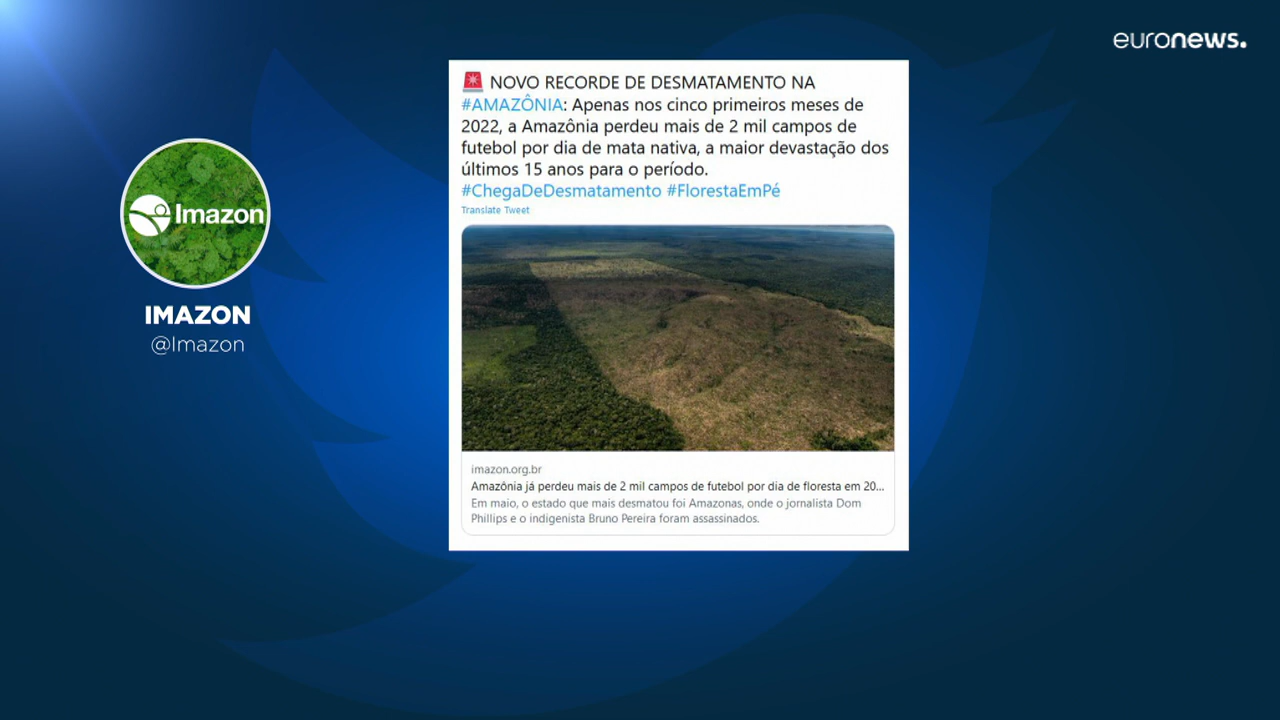 euronews.
🚨 NOVO RECORDE DE DESMATAMENTO NA
#AMAZÔNIA: Apenas nos cinco primeiros meses de
2022, a Amazônia perdeu mais de 2 mil campos de
futebol por dia de mata nativa, a maior devastação dos
últimos 15 anos para o período.
#ChegaDeDesmatamento #FlorestaEmPé
Translate Tweet
Imazon
IMAZON
@Imazon
imazon.org.br
Amazônia já perdeu mais de 2 mil campos de futebol por dia de floresta em 20...
Em maio, o estado que mais desmatou foi Amazonas, onde o jornalista Dom
Phillips e o indigenista Bruno Pereira foram assassinados.